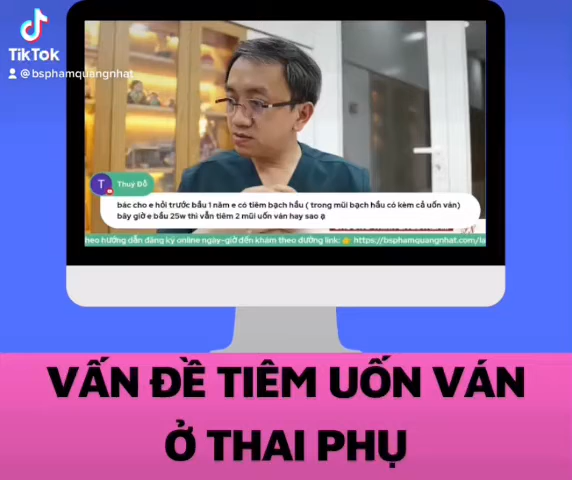 TikTok
@bsphamquangnhat
T Thuý Đỗ
bác cho e hỏi trước bầu 1 năm e có tiêm bạch hầu ( trong mũi bạch hầu có kèm cả uốn ván)
bây giờ e bầu 25w thì vẫn tiêm 2 mũi uốn ván hay sao ạ
heo hướng dẫn đăng ký online ngày-giờ đến khám theo đường link: 👉 https://bsphamquangnhat.com/la
VẤN ĐỀ TIÊM UỐN VÁN
Ở THAI PHỤ